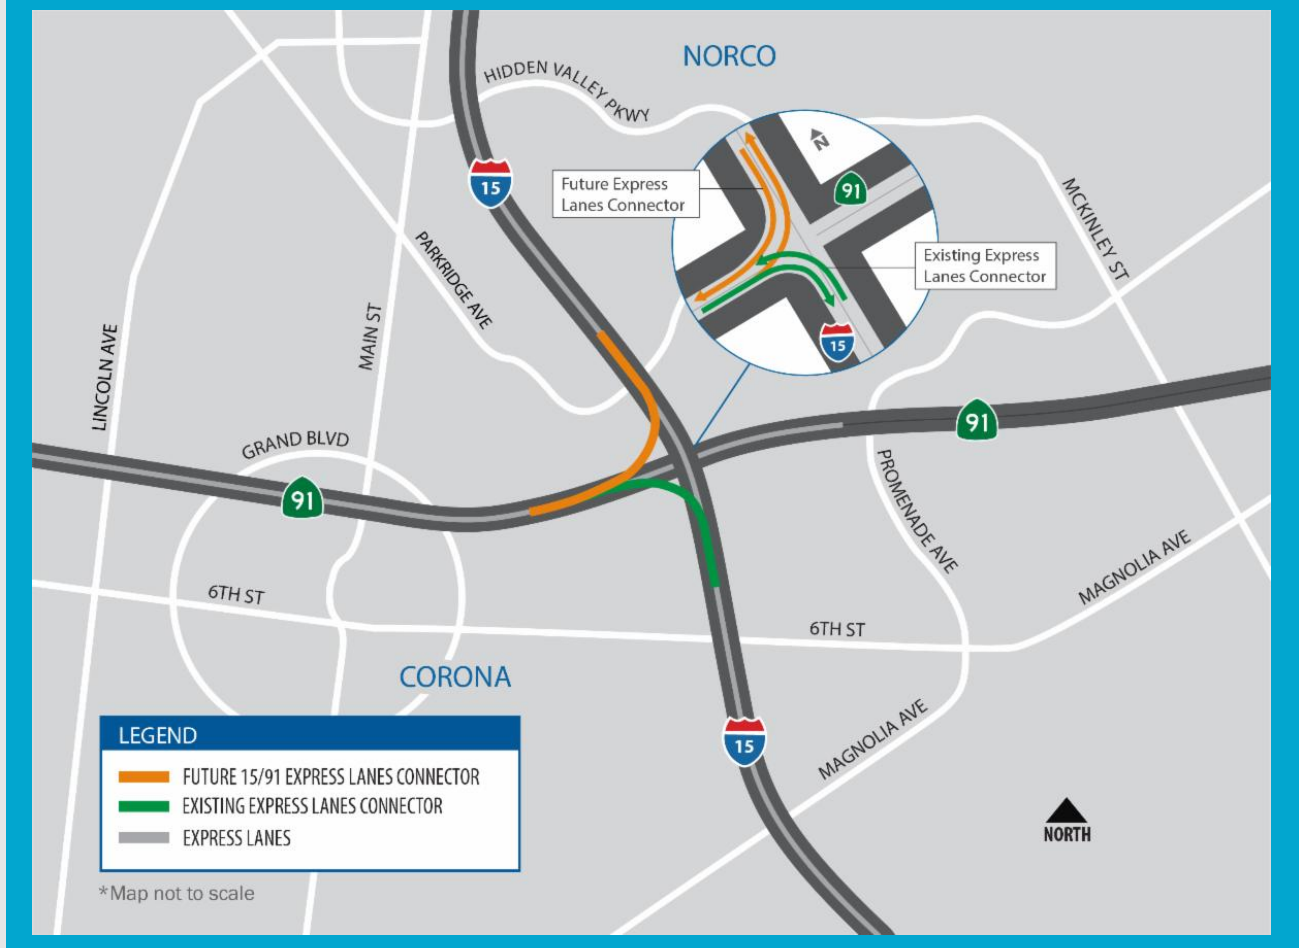 NORCO
HIDDEN VALLEY PKWY
15
N
Future Express
Lanes Connector
91
MCKINLEY ST
PARKRIDGE AVE
Existing Express
Lanes Connector
15
MAIN ST
LINCOLN AVE
GRAND BLVD
91
91
PROMENADE AVE
MAGNOLIA AVE
6TH ST
6TH ST
CORONA
15
MAGNOLIA AVE
LEGEND
FUTURE 15/91 EXPRESS LANES CONNECTOR
EXISTING EXPRESS LANES CONNECTOR
EXPRESS LANES
NORTH
*Map not to scale